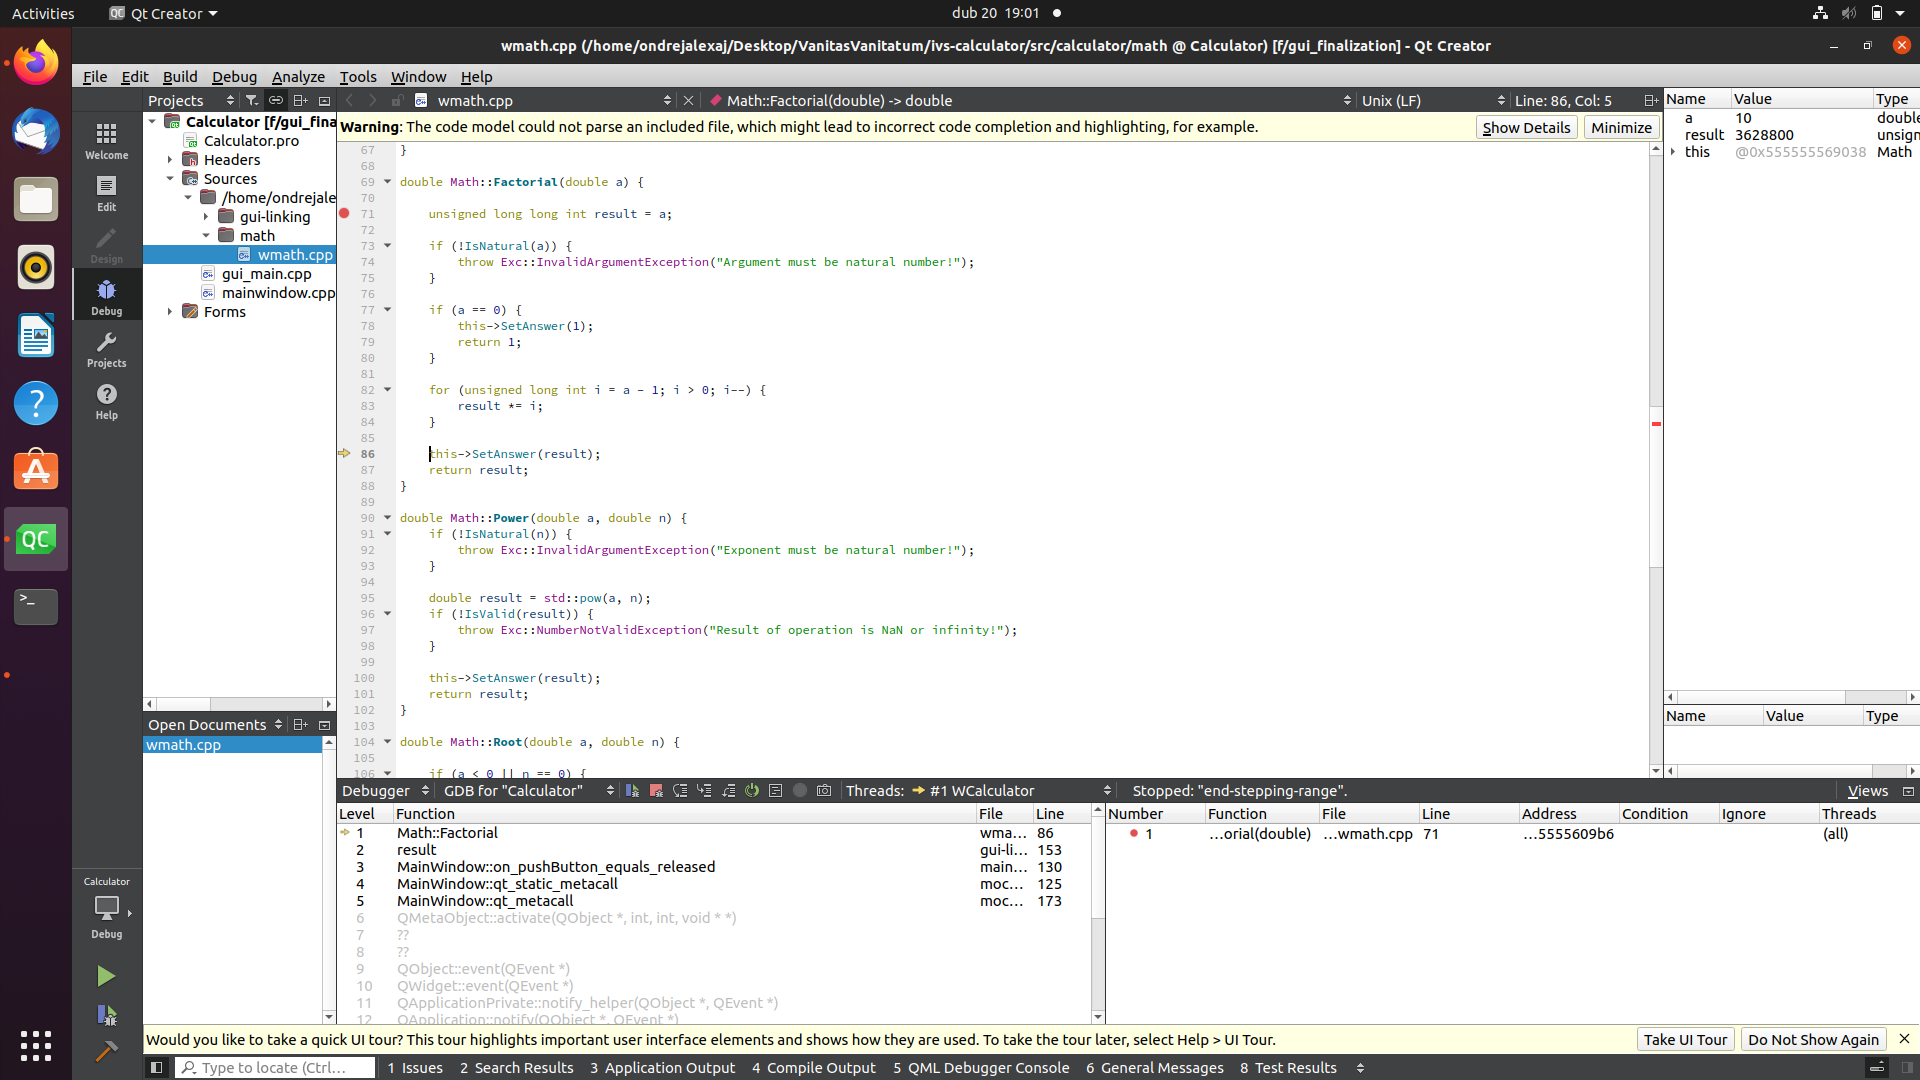 Activities
Qt Creator
dub 20 19:01
wmath.cpp (/home/ondrejalexaj/Desktop/VanitasVanitatum/ivs-calculator/src/calculator/math @ Calculator) [f/gui_finalization] - Qt Creator
File Edit Build Debug Analyze Tools Window Help
Projects
wmath.cpp
Math::Factorial(double) -> double
Unix (LF)
Line: 86, Col: 5
Warning: The code model could not parse an included file, which might lead to incorrect code completion and highlighting, for example.
Show Details
Minimize
Welcome
Edit
Design
Debug
Projects
Help
Calculator
Debug
Calculator [f/gui_fina
Calculator.pro
Headers
Sources
/home/ondrejale
gui-linking
math
wmath.cpp
gui_main.cpp
mainwindow.cpp
Forms
Open Documents
wmath.cpp
67 }
68
69 double Math::Factorial(double a) {
70
71 unsigned long long int result = a;
72
73 if (!IsNatural(a)) {
74 throw Exc::InvalidArgumentException("Argument must be natural number!");
75 }
76
77 if (a == 0) {
78 this->SetAnswer(1);
79 return 1;
80 }
81
82 for (unsigned long int i = a - 1; i > 0; i--) {
83 result *= i;
84 }
85
86 this->SetAnswer(result);
87 return result;
88 }
89
90 double Math::Power(double a, double n) {
91 if (!IsNatural(n)) {
92 throw Exc::InvalidArgumentException("Exponent must be natural number!");
93 }
94
95 double result = std::pow(a, n);
96 if (!IsValid(result)) {
97 throw Exc::NumberNotValidException("Result of operation is NaN or infinity!");
98 }
99
100 this->SetAnswer(result);
101 return result;
102 }
103
104 double Math::Root(double a, double n) {
105
106 if (a < 0 || n == 0) {
Name Value Type
a 10 double
result 3628800 unsign
this @0x555555569038 Math
Name Value Type
Debugger
GDB for "Calculator"
Threads:
#1 WCalculator
Stopped: "end-stepping-range".
Views
Level Function File Line
1 Math::Factorial wma... 86
2 result gui-li... 153
3 MainWindow::on_pushButton_equals_released main... 130
4 MainWindow::qt_static_metacall moc... 125
5 MainWindow::qt_metacall moc... 173
6 QMetaObject::activate(QObject *, int, int, void * *)
7 ??
8 ??
9 QObject::event(QEvent *)
10 QWidget::event(QEvent *)
11 QApplicationPrivate::notify_helper(QObject *, QEvent *)
12 QApplication::notify(QObject *, QEvent *)
Number Function File Line Address Condition Ignore Threads
1 ...orial(double) ...wmath.cpp 71 ...5555609b6 (all)
Would you like to take a quick UI tour? This tour highlights important user interface elements and shows how they are used. To take the tour later, select Help > UI Tour.
Take UI Tour
Do Not Show Again
Type to locate (Ctrl...
1 Issues
2 Search Results
3 Application Output
4 Compile Output
5 QML Debugger Console
6 General Messages
8 Test Results